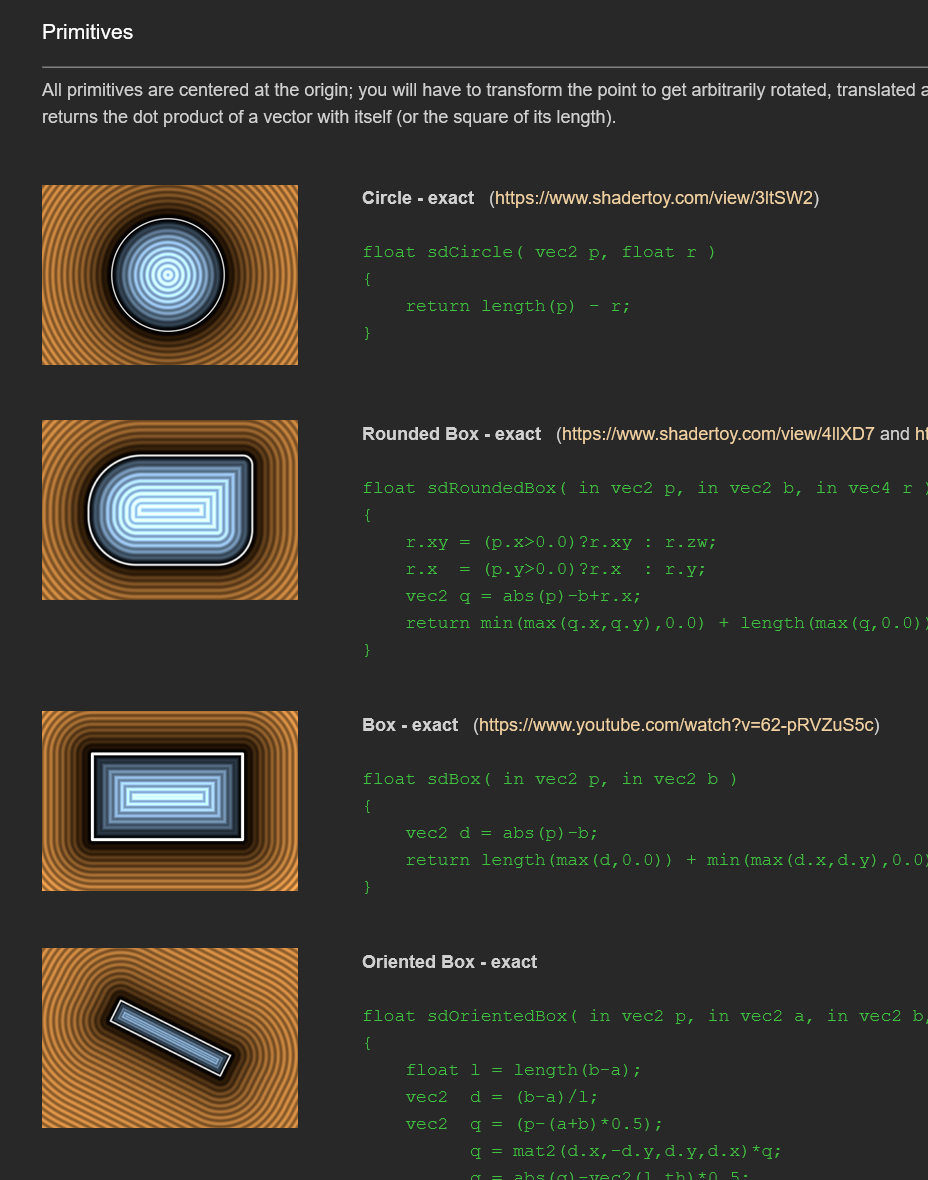 Primitives
All primitives are centered at the origin; you will have to transform the point to get arbitrarily rotated, translated a
returns the dot product of a vector with itself (or the square of its length).
Circle - exact (https://www.shadertoy.com/view/3ltSW2)
float sdCircle( vec2 p, float r )
{
    return length(p) - r;
}
Rounded Box - exact (https://www.shadertoy.com/view/4llXD7 and ht
float sdRoundedBox( in vec2 p, in vec2 b, in vec4 r )
{
    r.xy = (p.x>0.0)?r.xy : r.zw;
    r.x  = (p.y>0.0)?r.x  : r.y;
    vec2 q = abs(p)-b+r.x;
    return min(max(q.x,q.y),0.0) + length(max(q,0.0))
}
Box - exact (https://www.youtube.com/watch?v=62-pRVZuS5c)
float sdBox( in vec2 p, in vec2 b )
{
    vec2 d = abs(p)-b;
    return length(max(d,0.0)) + min(max(d.x,d.y),0.0)
}
Oriented Box - exact
float sdOrientedBox( in vec2 p, in vec2 a, in vec2 b,
{
    float l = length(b-a);
    vec2  d = (b-a)/l;
    vec2  q = (p-(a+b)*0.5);
          q = mat2(d.x,-d.y,d.y,d.x)*q;
          q = abs(q)-vec2(l,th)*0.5;